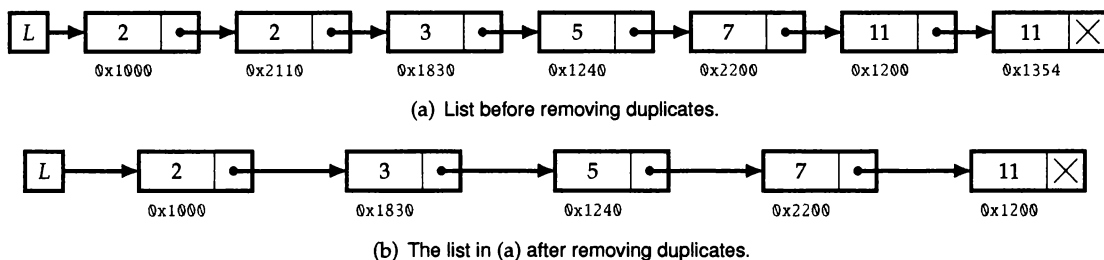 L 2 2 3 5 7 11 11
0x1000 0x2110 0x1830 0x1240 0x2200 0x1200 0x1354
(a) List before removing duplicates.
L 2 3 5 7 11
0x1000 0x1830 0x1240 0x2200 0x1200
(b) The list in (a) after removing duplicates.